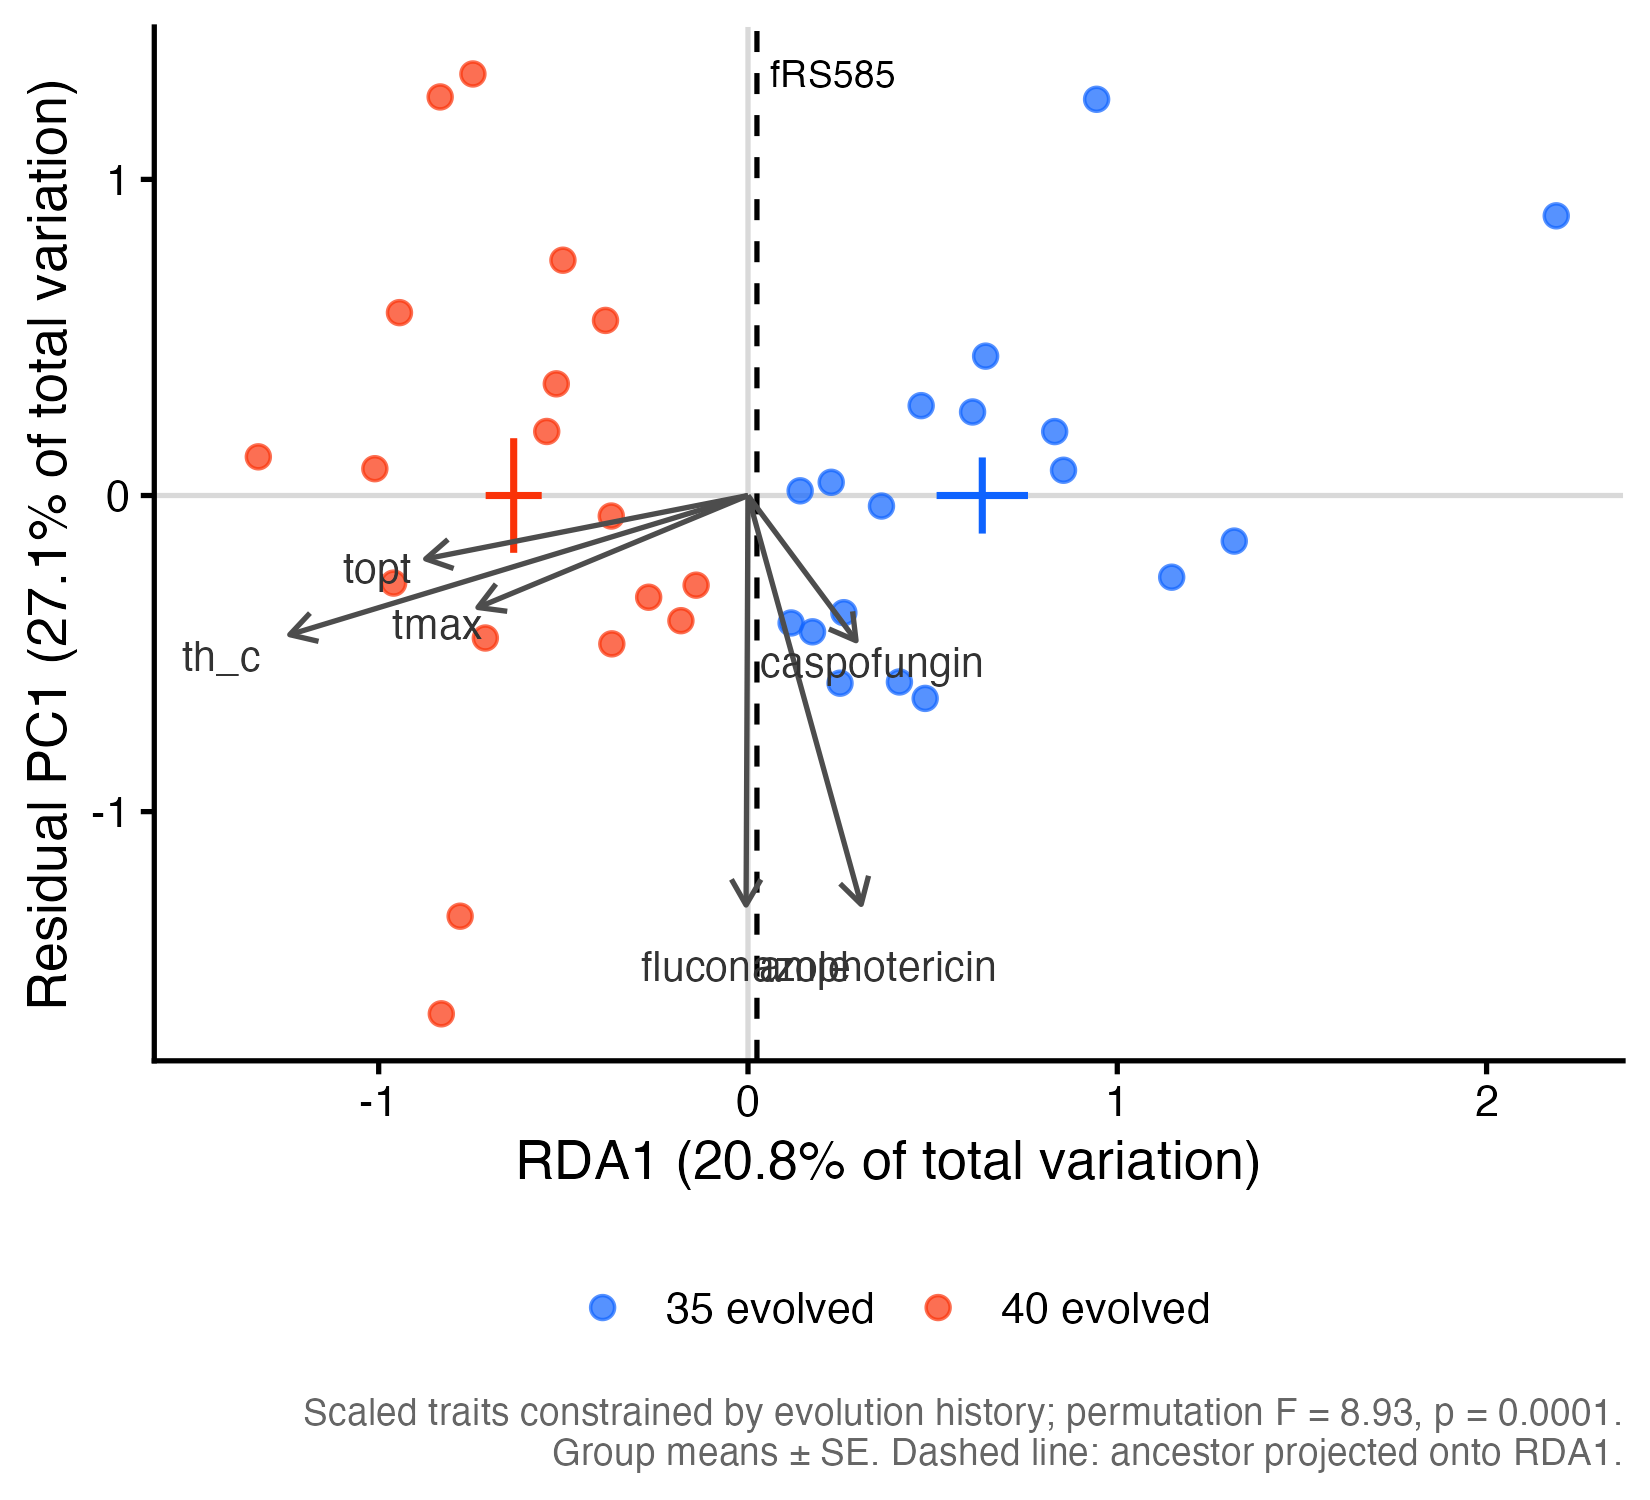 Residual PC1 (27.1% of total variation)
1
0
-1
fRS585
topt
tmax
th_c
caspofungin
fluconazole
amphotericin
-1
0
1
2
RDA1 (20.8% of total variation)
35 evolved
40 evolved
Scaled traits constrained by evolution history; permutation F = 8.93, p = 0.0001.
Group means ± SE. Dashed line: ancestor projected onto RDA1.